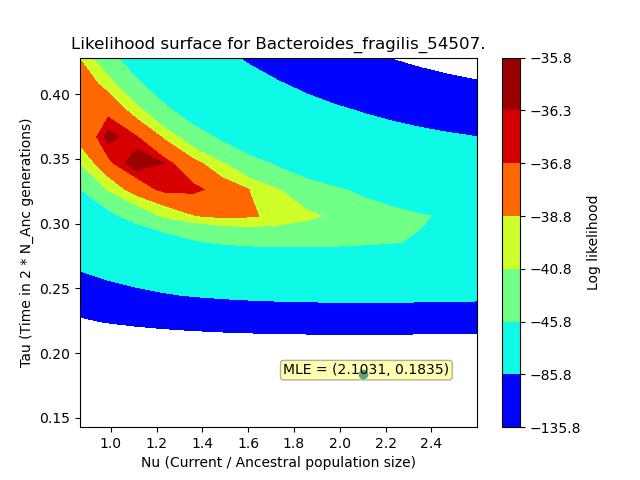 Likelihood surface for Bacteroides_fragilis_54507.
0.40
0.35
0.30
0.25
0.20
0.15
Tau (Time in 2 * N_Anc generations)
MLE = (2.1031, 0.1835)
1.0 1.2 1.4 1.6 1.8 2.0 2.2 2.4
Nu (Current / Ancestral population size)
−35.8
−36.3
−36.8
−38.8
−40.8
−45.8
−85.8
−135.8
Log likelihood